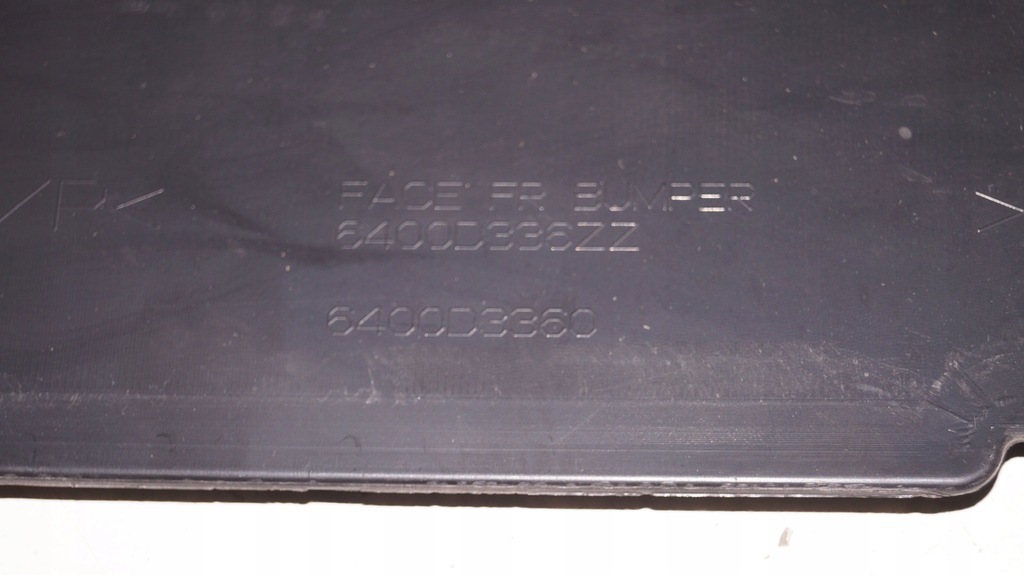 /P<
FACE FR BUMPER
6400D336ZZ
>
6400D3360